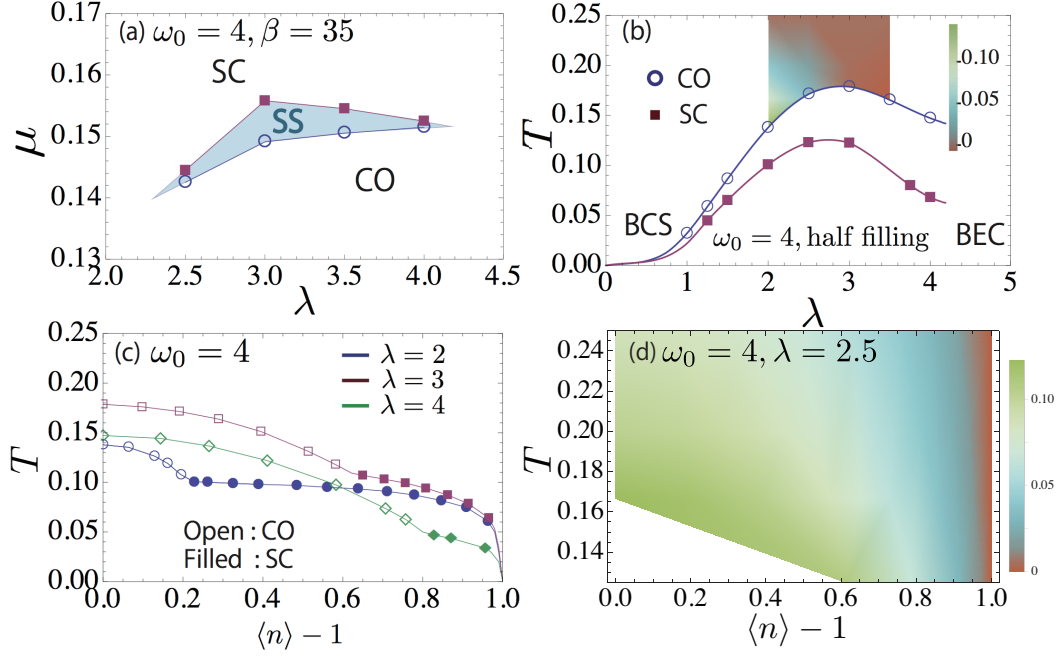 (a) ω₀ = 4, β = 35
SC
SS
CO
μ
0.17
0.16
0.15
0.14
0.13
2.0 2.5 3.0 3.5 4.0 4.5
λ
(b)
CO
SC
0.10
0.05
0
T
0.25
0.20
0.15
0.10
0.05
0.00
BCS
ω₀ = 4, half filling
BEC
0 1 2 3 4 5
λ
(c) ω₀ = 4
λ = 2
λ = 3
λ = 4
T
0.25
0.20
0.15
0.10
0.05
0.00
Open : CO
Filled : SC
0.0 0.2 0.4 0.6 0.8 1.0
⟨n⟩ − 1
(d) ω₀ = 4, λ = 2.5
T
0.24
0.22
0.20
0.18
0.16
0.14
0.0 0.2 0.4 0.6 0.8 1.0
⟨n⟩ − 1
0.10
0.05
0